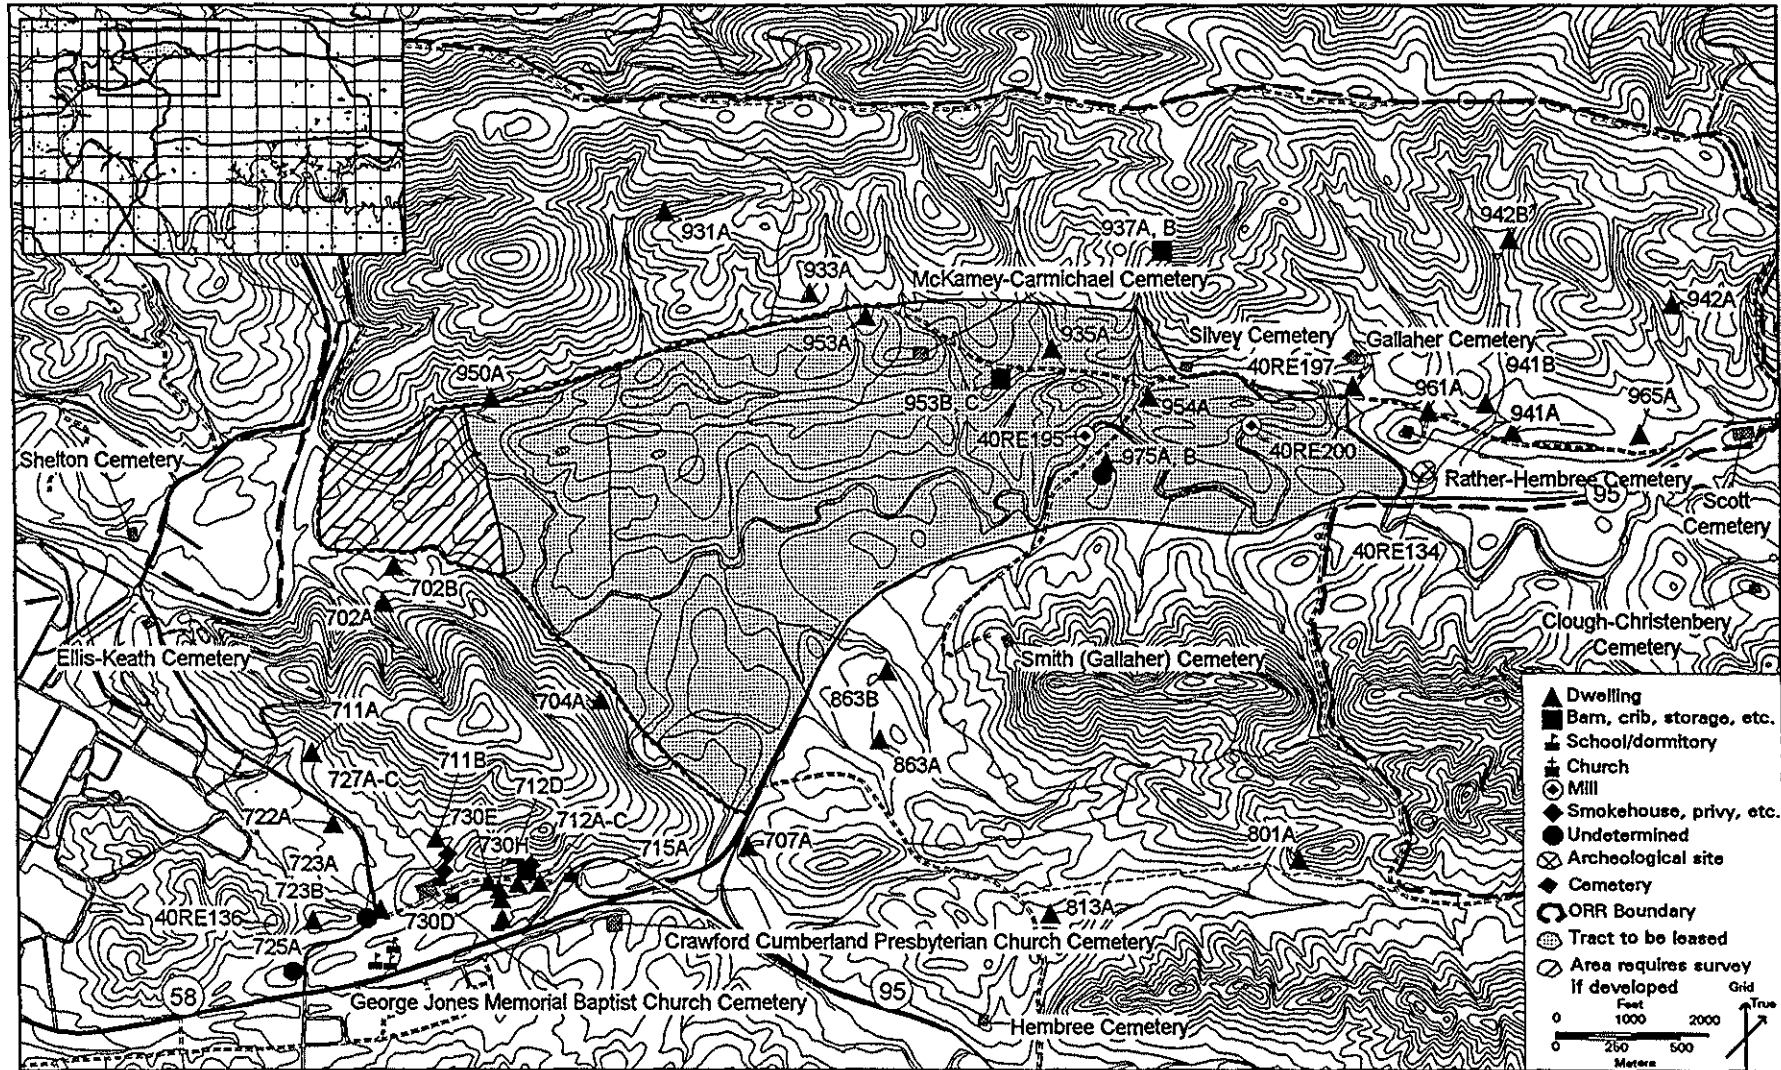 931A
937A, B
942B
933A
McKamey-Carmichael Cemetery
942A
953A
935A
Silvey Cemetery
Gallaher Cemetery
40RE197
941B
950A
961A
965A
953B, C
954A
941A
40RE195
40RE200
Shelton Cemetery
975A, B
Rather-Hembree Cemetery
95
Scott
Cemetery
40RE134
702B
702A
Clough-Christenbery
Cemetery
Ellis-Keath Cemetery
Smith (Gallaher) Cemetery
704A
863B
711A
863A
711B
727A-C
712D
722A
730E
712A-C
730H
715A
707A
801A
723A
723B
40RE136
730D
813A
725A
Crawford Cumberland Presbyterian Church Cemetery
58
George Jones Memorial Baptist Church Cemetery
95
Hembree Cemetery
Dwelling
Barn, crib, storage, etc.
School/dormitory
Church
Mill
Smokehouse, privy, etc.
Undetermined
Archeological site
Cemetery
ORR Boundary
Tract to be leased
Area requires survey
if developed
Grid
True
Feet
0 1000 2000
0 250 500
Meters